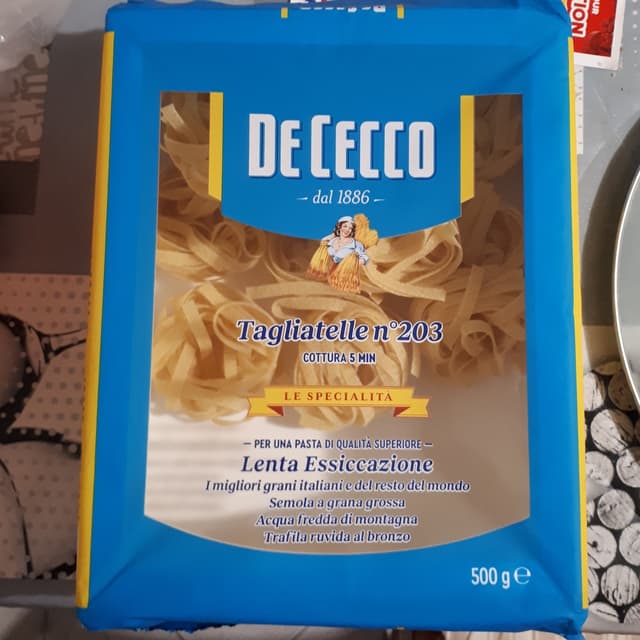 DE CECCO
dal 1886
Tagliatelle n°203
COTTURA 5 MIN
LE SPECIALITÀ
— PER UNA PASTA DI QUALITÀ SUPERIORE —
Lenta Essiccazione
I migliori grani italiani e del resto del mondo
Semola a grana grossa
Acqua fredda di montagna
Trafila ruvida al bronzo
500 g e